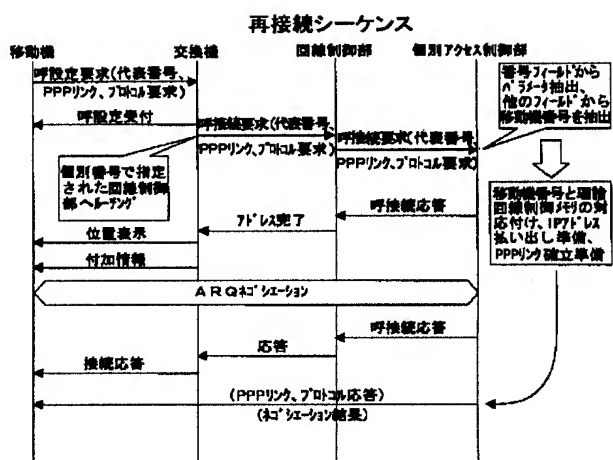 再接続シーケンス
移動機
交換機
回線制御部
個別アクセス制御部
呼設定要求(代表番号、
PPPリンク、プロトコル要求)
呼設定受付
呼接続要求(代表番号、
PPPリンク、プロトコル要求)
呼接続要求(代表番号、
PPPリンク、プロトコル要求)
番号フィールドから
パラメータ抽出、
他のフィールドから
移動機番号を抽出
個別番号で指定
された回線制御
部へルーチング
移動機番号と理論
回線制御メモリの対
応付け、IPアドレス
払い出し準備、
PPPリンク確立準備
呼接続応答
アドレス完了
位置表示
付加情報
ARQネゴシエーション
呼接続応答
応答
接続応答
(PPPリンク、プロトコル応答)
(ネゴシエーション結果)